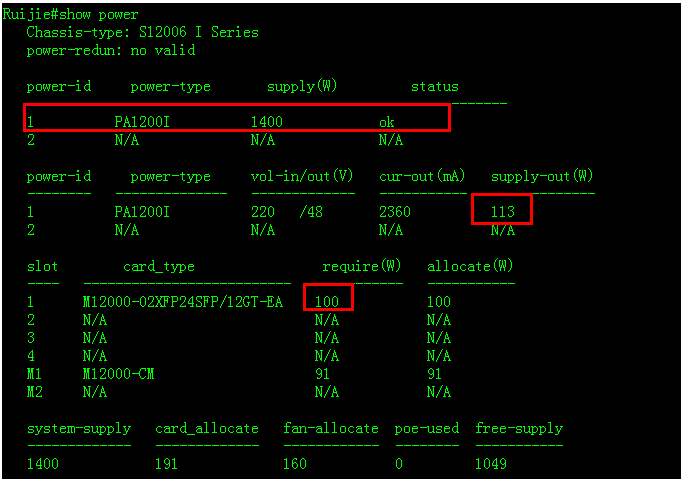 Ruijie#show power
Chassis-type: S12006 I Series
power-redun: no valid
power-id power-type supply(W) status
-------
1 PA1200I 1400 ok
2 N/A N/A N/A
power-id power-type vol-in/out(V) cur-out(mA) supply-out(W)
-------- ------------- ------------- ----------- -------------
1 PA1200I 220 /48 2360 113
2 N/A N/A N/A N/A
slot card_type require(W) allocate(W)
---- -------------------------- ---------- -----------
1 M12000-02XFP24SFP/12GT-EA 100 100
2 N/A N/A N/A
3 N/A N/A N/A
4 N/A N/A N/A
M1 M12000-CM 91 91
M2 N/A N/A N/A
system-supply card_allocate fan-allocate poe-used free-supply
------------- ------------- ------------ -------- -----------
1400 191 160 0 1049